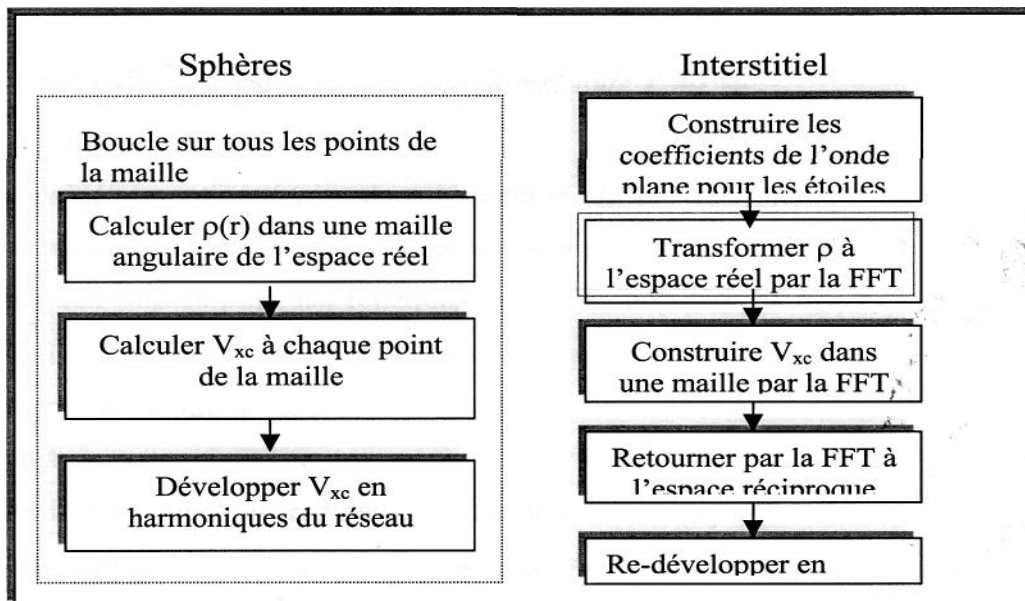 Sphères
Boucle sur tous les points de
la maille
Calculer ρ(r) dans une maille
angulaire de l'espace réel
Calculer Vxc à chaque point
de la maille
Développer Vxc en
harmoniques du réseau
Interstitiel
Construire les
coefficients de l'onde
plane pour les étoiles
Transformer ρ à
l'espace réel par la FFT
Construire Vxc dans
une maille par la FFT
Retourner par la FFT à
l'espace réciproque
Re-développer en